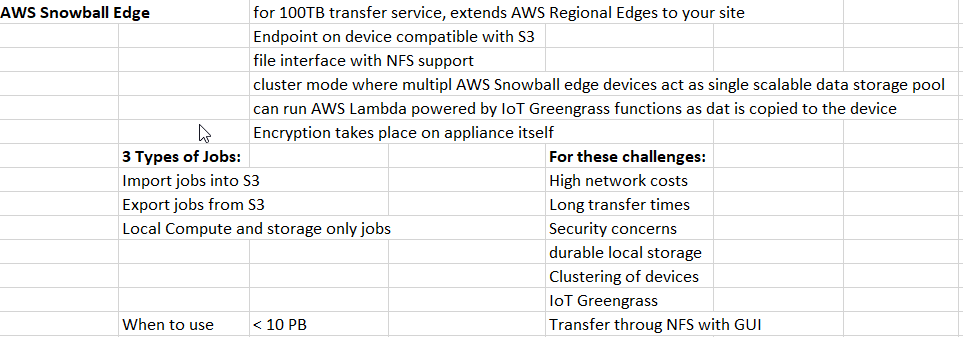 AWS Snowball Edge for 100TB transfer service, extends AWS Regional Edges to your site
Endpoint on device compatible with S3
file interface with NFS support
cluster mode where multipl AWS Snowball edge devices act as single scalable data storage pool
can run AWS Lambda powered by IoT Greengrass functions as dat is copied to the device
Encryption takes place on appliance itself
3 Types of Jobs: For these challenges:
Import jobs into S3 High network costs
Export jobs from S3 Long transfer times
Local Compute and storage only jobs Security concerns
durable local storage
Clustering of devices
IoT Greengrass
When to use < 10 PB Transfer throug NFS with GUI